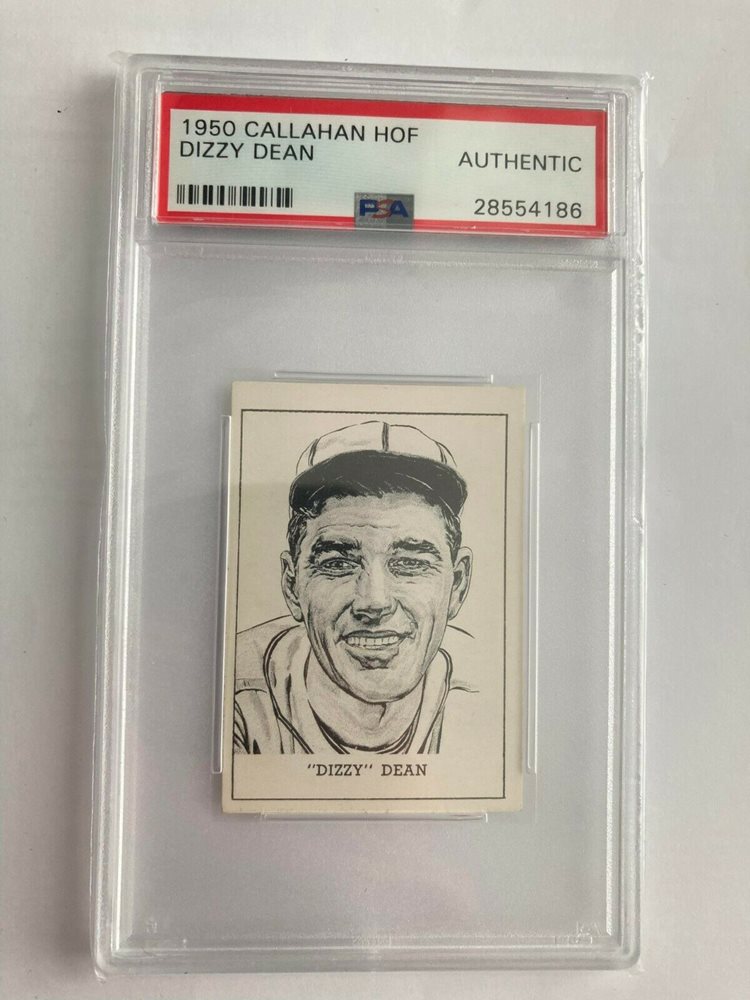 1950 CALLAHAN HOF
DIZZY DEAN
AUTHENTIC
PSA
28554186
"DIZZY" DEAN